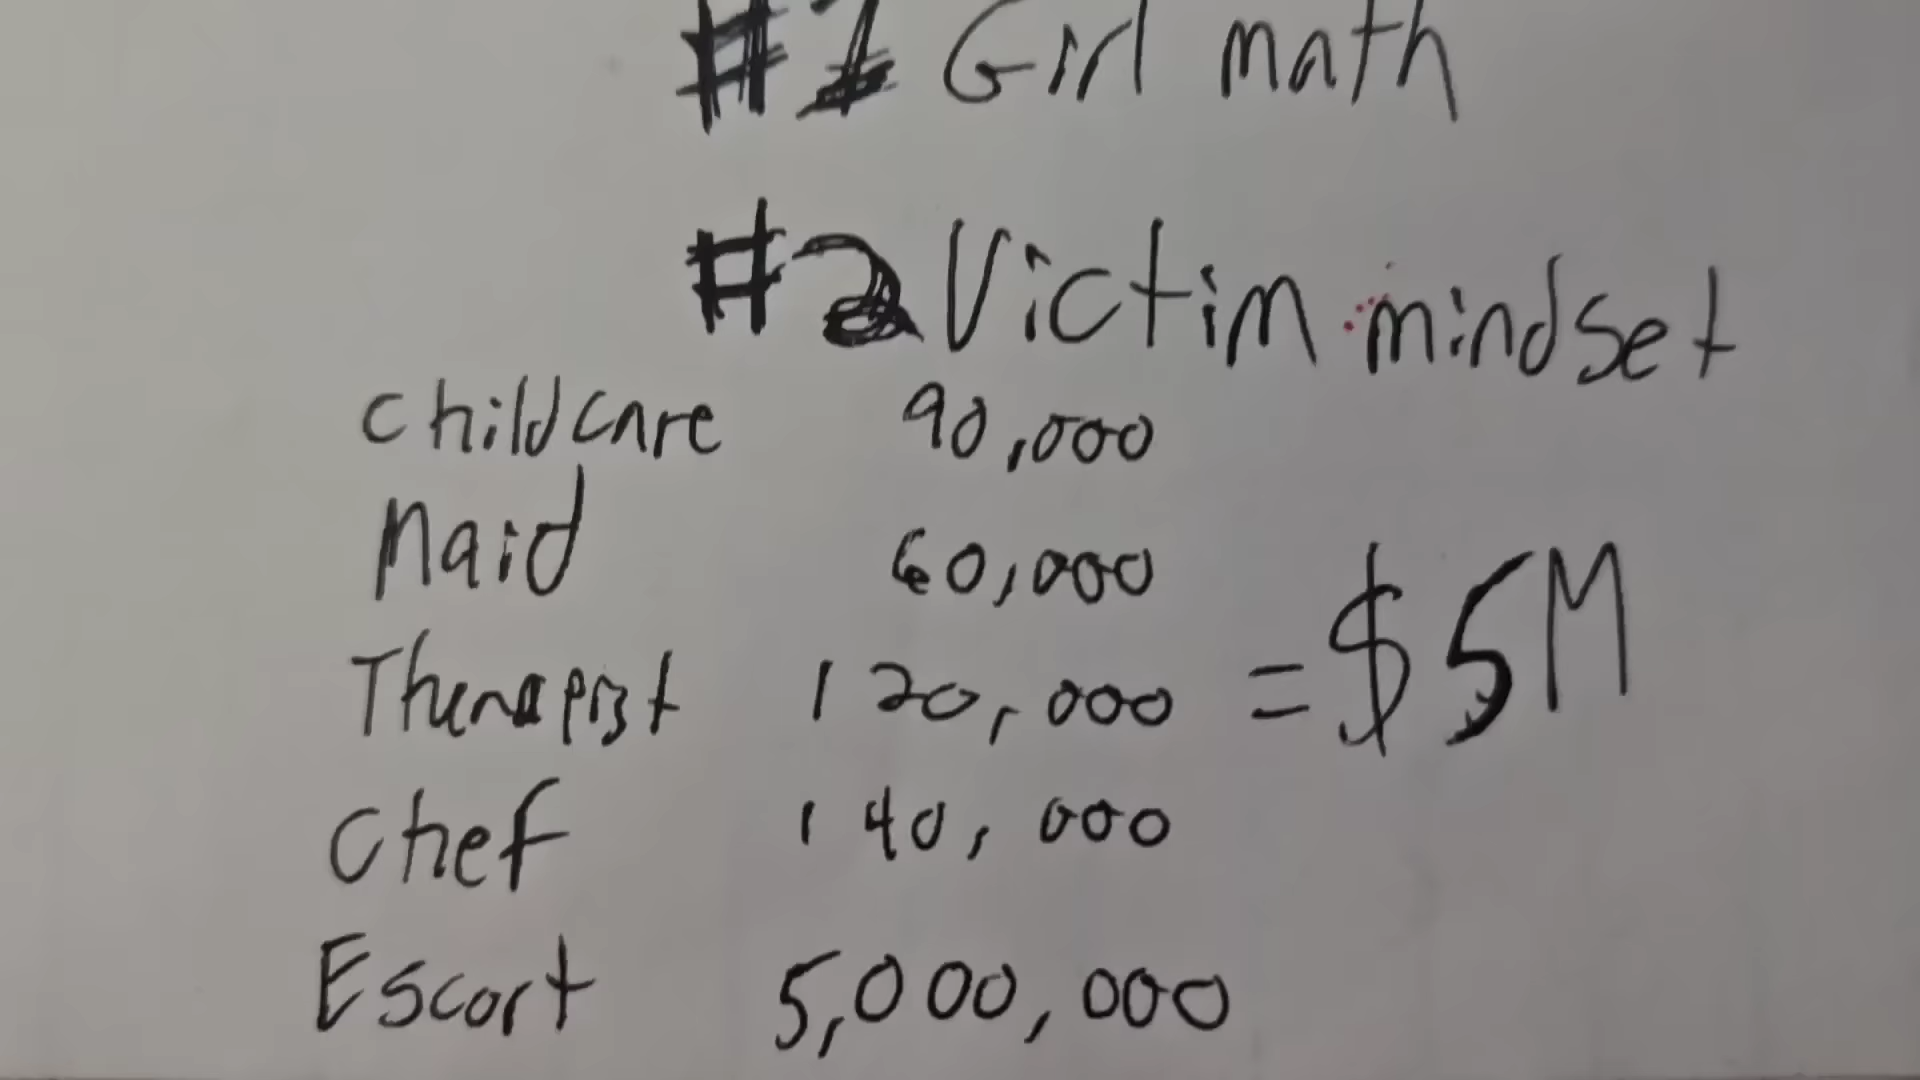 #1 Girl math
#2 Victim mindset
Childcare 90,000
Maid 60,000
Therapist 120,000 = $5M
Chef 140,000
Escort 5,000,000